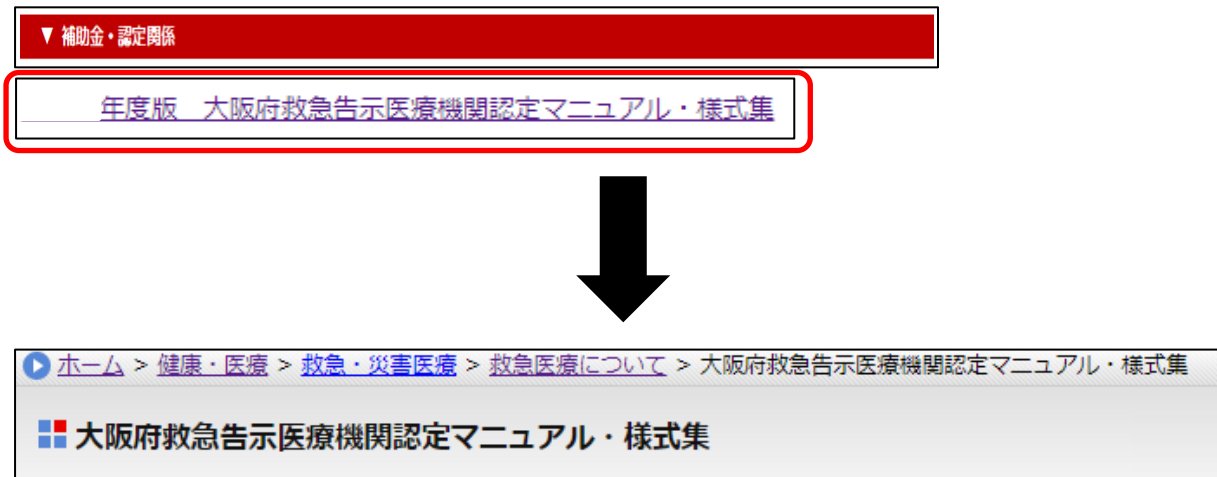 ▼ 補助金・認定関係
年度版　大阪府救急告示医療機関認定マニュアル・様式集
ホーム > 健康・医療 > 救急・災害医療 > 救急医療について > 大阪府救急告示医療機関認定マニュアル・様式集
大阪府救急告示医療機関認定マニュアル・様式集